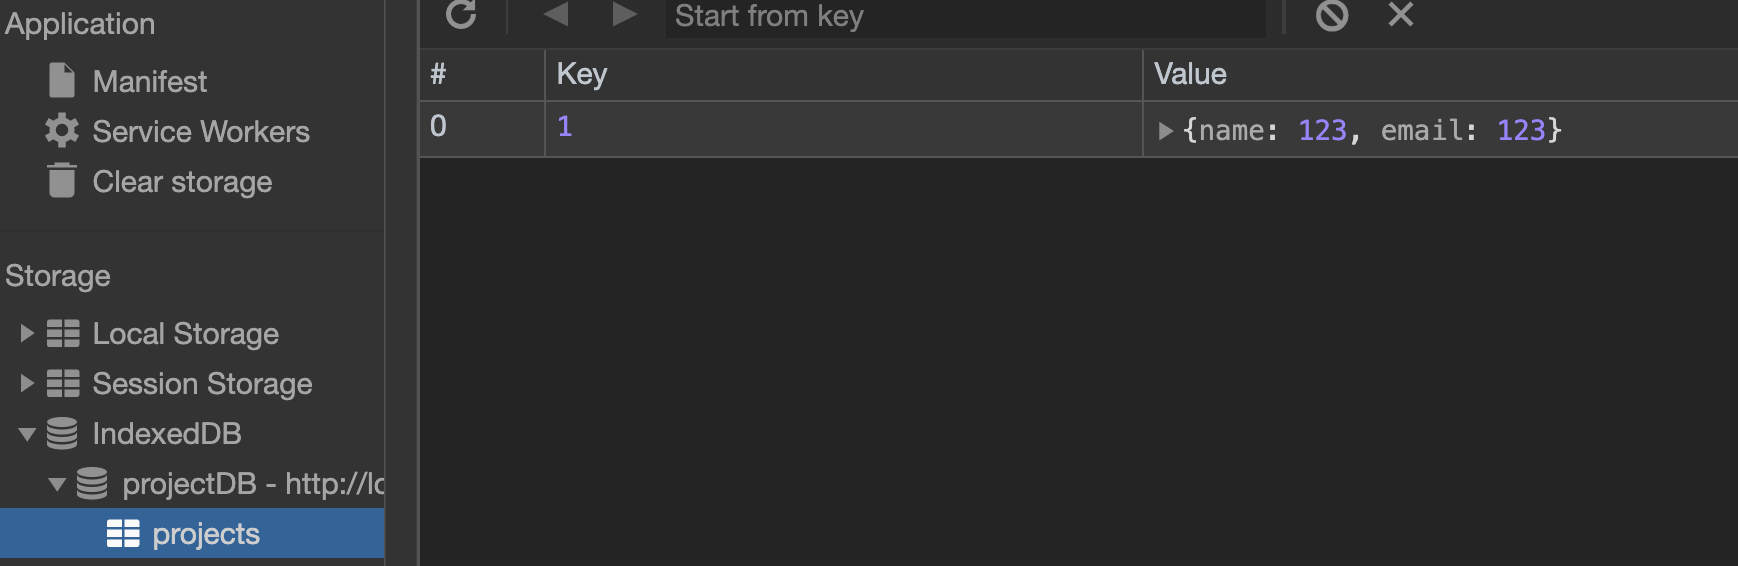 Application
Manifest
Service Workers
Clear storage
Storage
Local Storage
Session Storage
IndexedDB
projectDB - http://lo
projects
Start from key
# Key Value
0 1 {name: 123, email: 123}